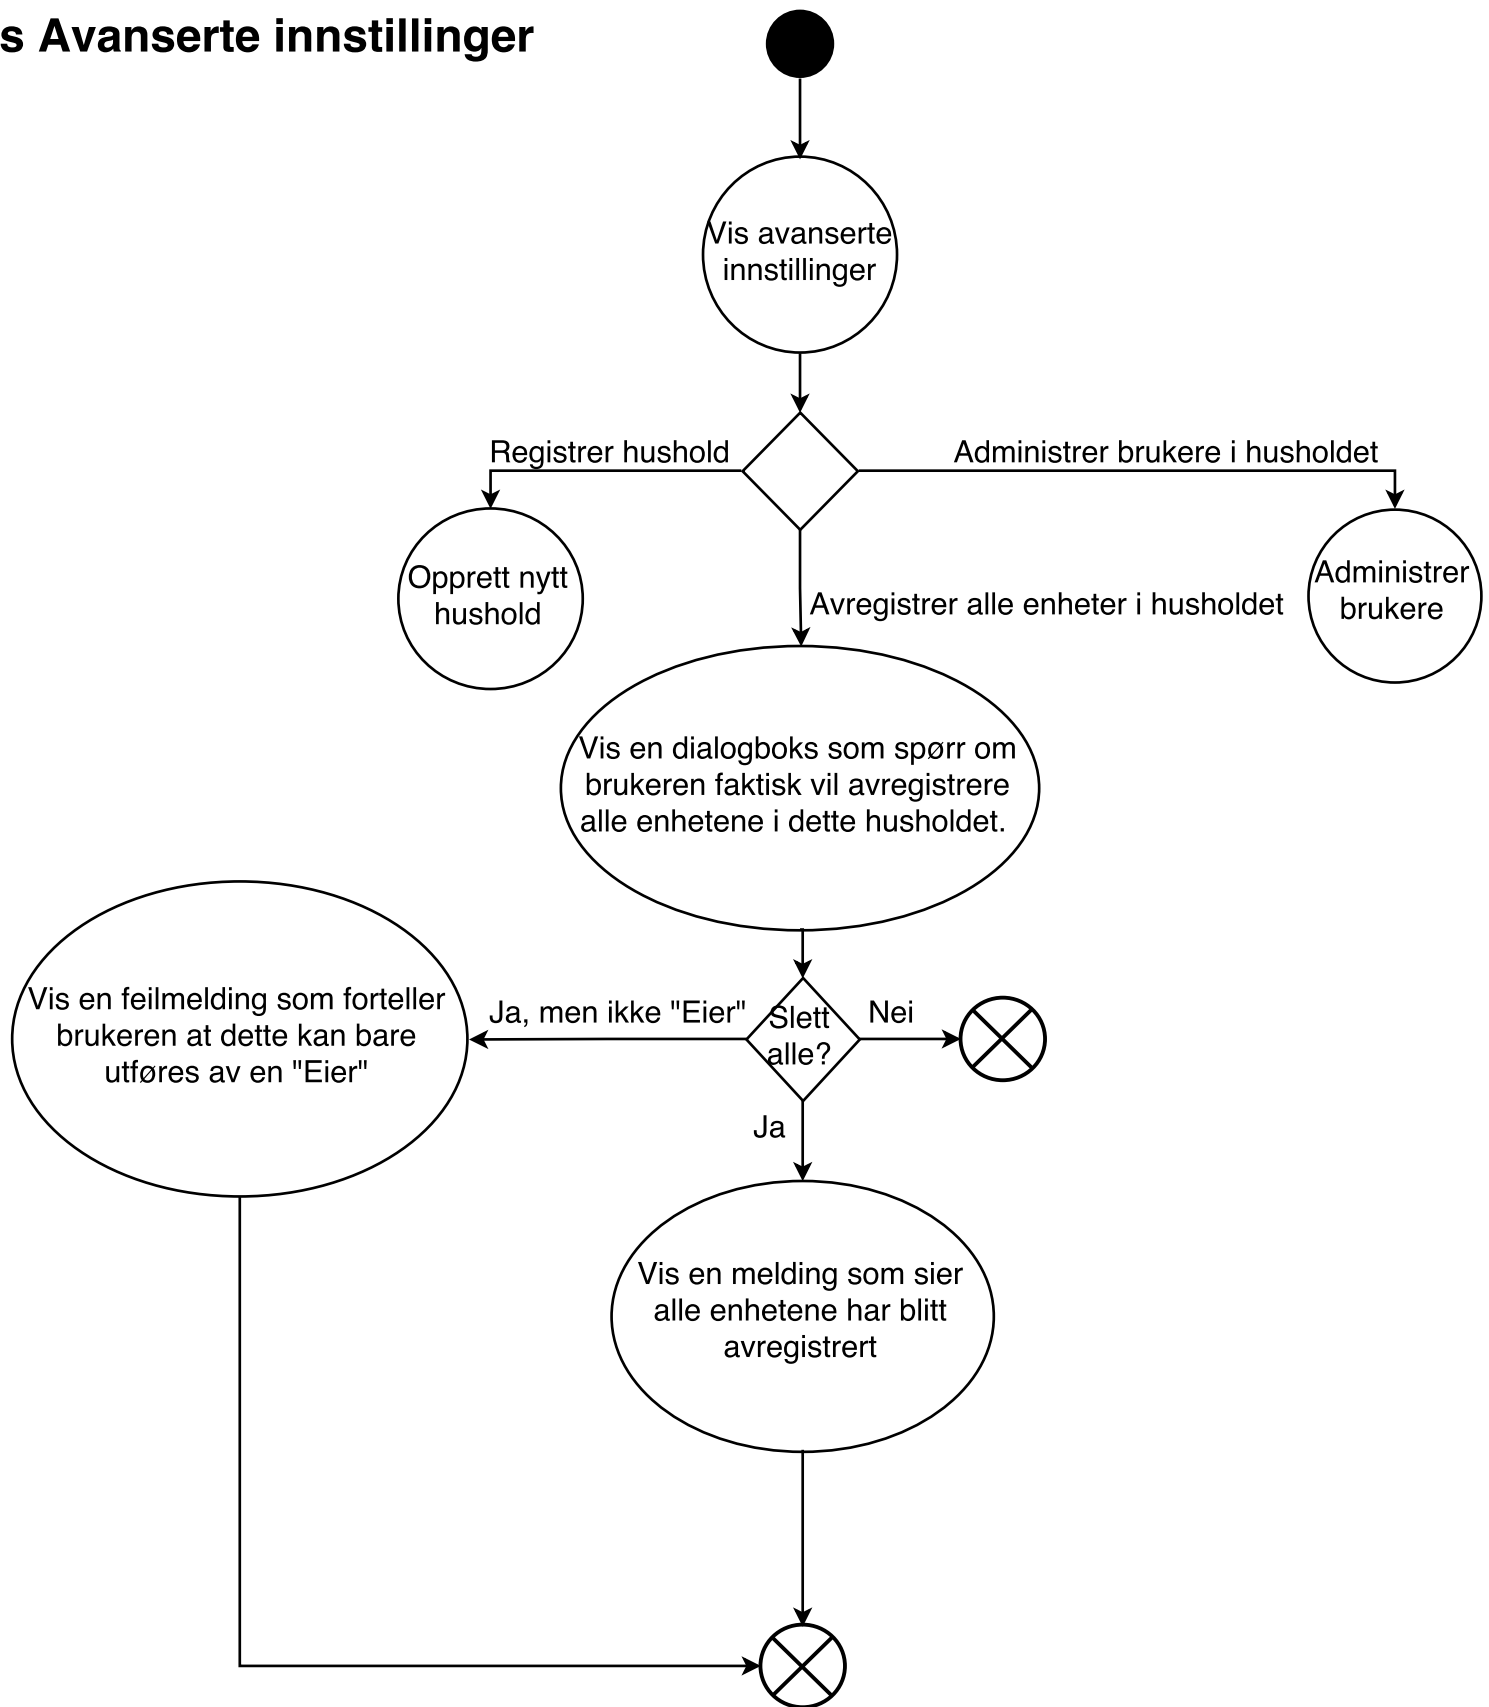 s Avanserte innstillinger
Vis avanserte
innstillinger
Registrer hushold
Administrer brukere i husholdet
Opprett nytt
hushold
Avregistrer alle enheter i husholdet
Administrer
brukere
Vis en dialogboks som spørr om
brukeren faktisk vil avregistrere
alle enhetene i dette husholdet.
Vis en feilmelding som forteller
brukeren at dette kan bare
utføres av en "Eier"
Ja, men ikke "Eier"
Slett
alle?
Nei
Ja
Vis en melding som sier
alle enhetene har blitt
avregistrert